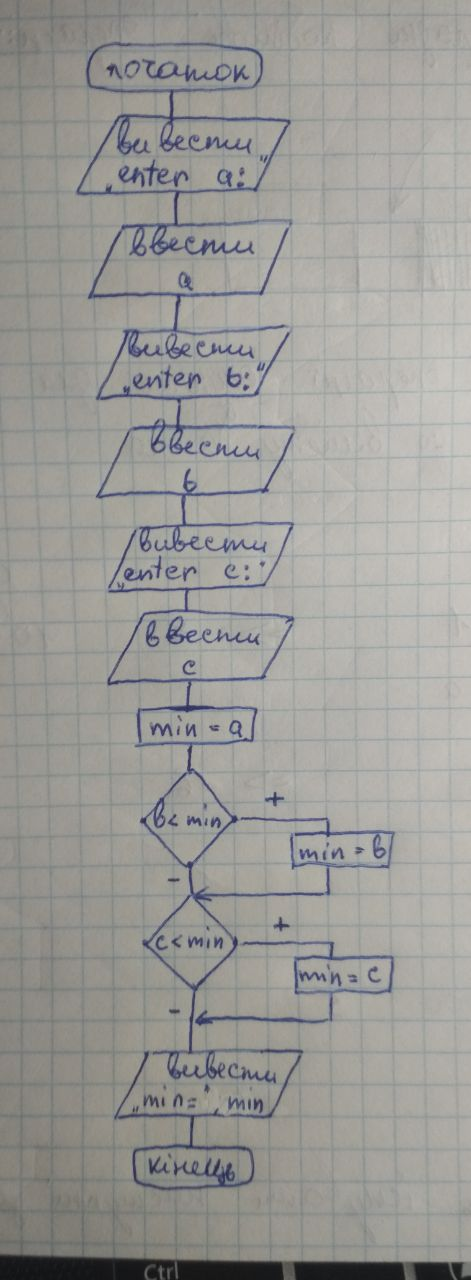 початок
вивести
„enter a:"
ввести
a
вивести
„enter b:"
ввести
b
вивести
„enter c:"
ввести
c
min = a
b < min
+
min = b
-
c < min
+
min = c
-
вивести
„min=", min
кінець
Ctrl